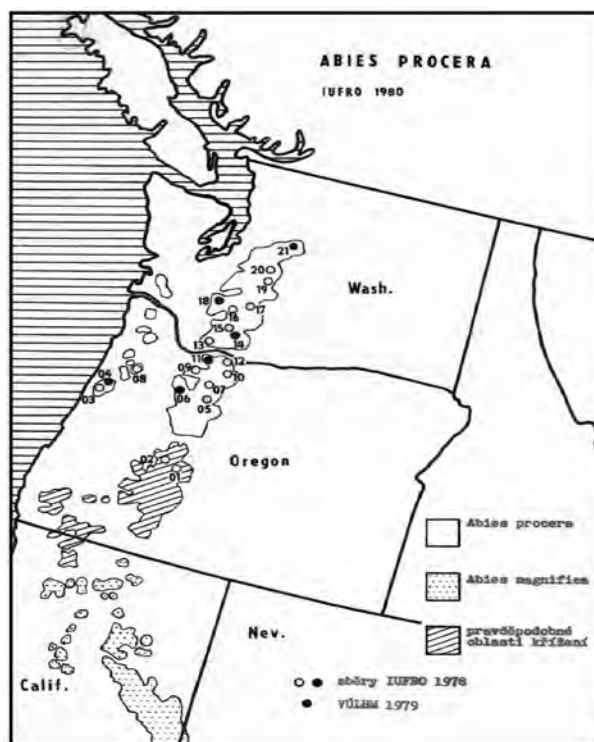 ABIES PROCERA
IUFRO 1980
21
20
19
Wash.
18
17
16
15
14
13
11
12
09
10
04
08
07
03
06
05
02
Oregon
01
Abies procera
Abies magnifica
pravděpodobné
oblasti křížení
Nev.
Calif.
sběry IUFRO 1978
VÚLHM 1979